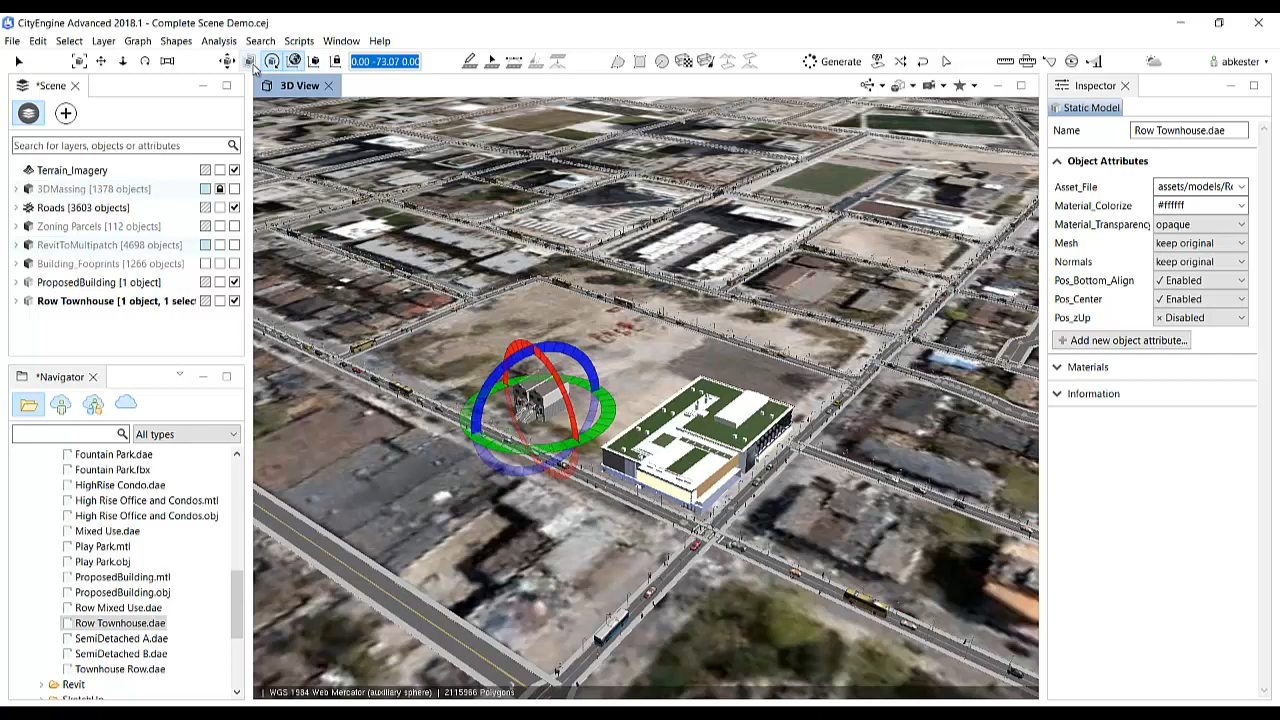 CityEngine Advanced 2018.1 - Complete Scene Demo.cej
File Edit Select Layer Graph Shapes Analysis Search Scripts Window Help
0.00 -73.07 0.00
Generate
abkester
*Scene
Search for layers, objects or attributes
Terrain_Imagery
3DMassing [1378 objects]
Roads [3603 objects]
Zoning Parcels [112 objects]
RevitToMultipatch [4698 objects]
Building_Fooprints [1266 objects]
ProposedBuilding [1 object]
Row Townhouse [1 object, 1 selec
*Navigator
All types
Fountain Park.dae
Fountain Park.fbx
HighRise Condo.dae
High Rise Office and Condos.mtl
High Rise Office and Condos.obj
Mixed Use.dae
Play Park.mtl
Play Park.obj
ProposedBuilding.mtl
ProposedBuilding.obj
Row Mixed Use.dae
Row Townhouse.dae
SemiDetached A.dae
SemiDetached B.dae
Townhouse Row.dae
Revit
3D View
WGS 1984 Web Mercator (auxiliary sphere) | 2115966 Polygons
Inspector
Static Model
Name Row Townhouse.dae
Object Attributes
Asset_File assets/models/R
Material_Colorize #ffffff
Material_Transparenc opaque
Mesh keep original
Normals keep original
Pos_Bottom_Align ✓ Enabled
Pos_Center ✓ Enabled
Pos_zUp × Disabled
+ Add new object attribute...
Materials
Information